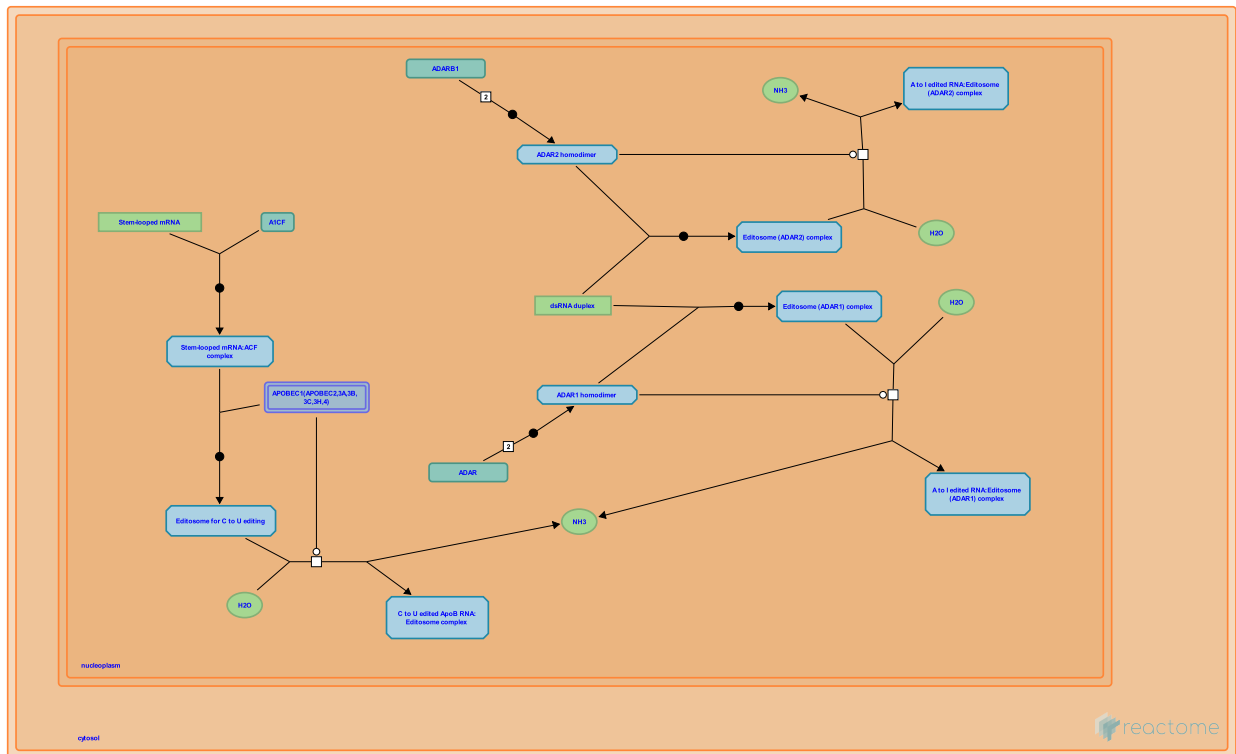 ADARB1
2
NH3
A to I edited RNA:Editosome
(ADAR2) complex
ADAR2 homodimer
Stem-looped mRNA
A1CF
Editosome (ADAR2) complex
H2O
dsRNA duplex
Editosome (ADAR1) complex
H2O
Stem-looped mRNA:ACF
complex
APOBEC1(APOBEC2,3A,3B,
3C,3H,4)
ADAR1 homodimer
2
ADAR
A to I edited RNA:Editosome
(ADAR1) complex
Editosome for C to U editing
NH3
H2O
C to U edited ApoB RNA:
Editosome complex
nucleoplasm
cytosol
reactome